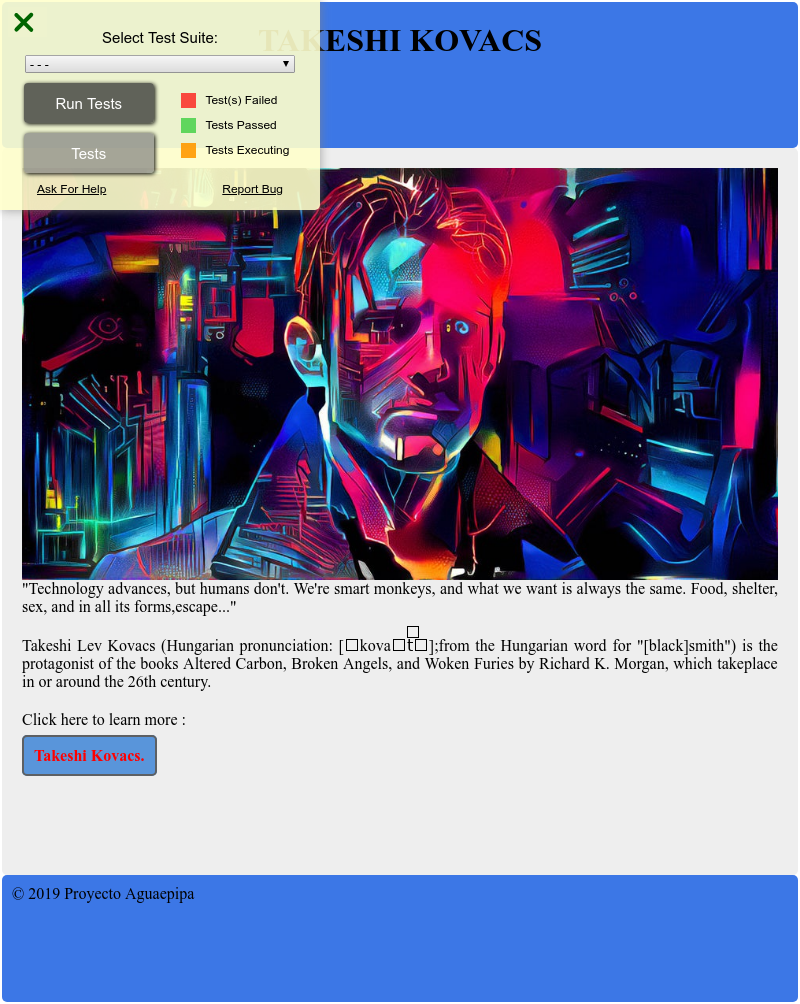 TAKESHI KOVACS
Select Test Suite:
- - -
Run Tests
Tests
Test(s) Failed
Tests Passed
Tests Executing
Ask For Help
Report Bug
"Technology advances, but humans don't. We're smart monkeys, and what we want is always the same. Food, shelter,
sex, and in all its forms,escape..."
Takeshi Lev Kovacs (Hungarian pronunciation: [□kova□t□];from the Hungarian word for "[black]smith") is the
protagonist of the books Altered Carbon, Broken Angels, and Woken Furies by Richard K. Morgan, which takeplace
in or around the 26th century.
Click here to learn more :
Takeshi Kovacs.
© 2019 Proyecto Aguaepipa